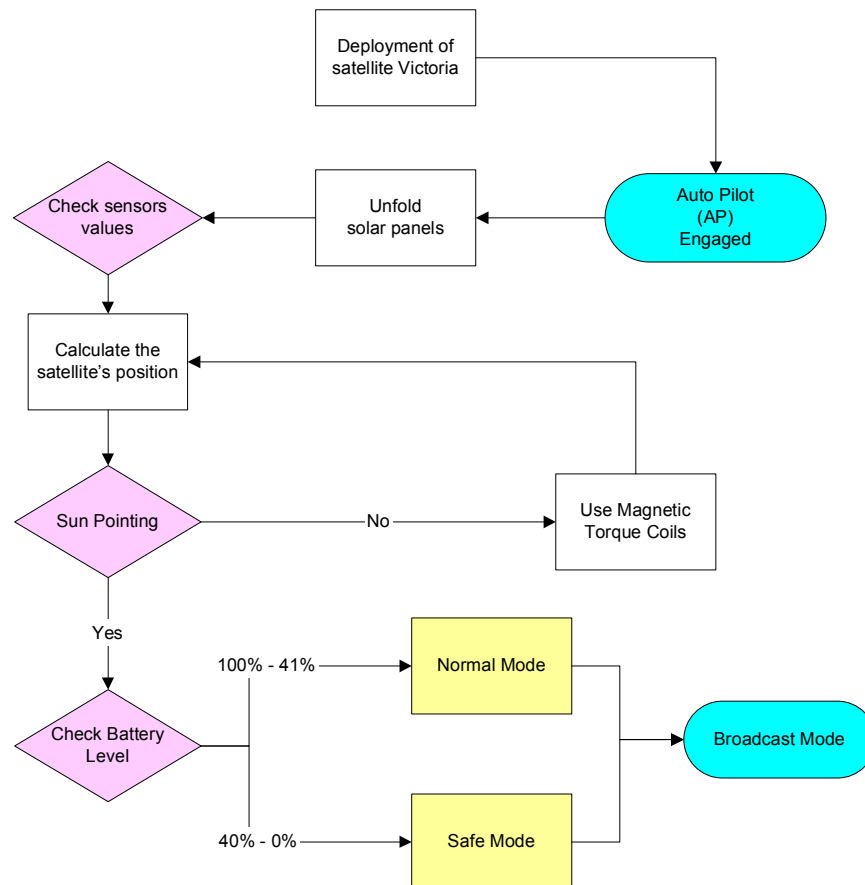 Deployment of
satellite Victoria
Auto Pilot
(AP)
Engaged
Unfold
solar panels
Check sensors
values
Calculate the
satellite's position
Sun Pointing
No
Use Magnetic
Torque Coils
Yes
Check Battery
Level
100% - 41%
Normal Mode
40% - 0%
Safe Mode
Broadcast Mode